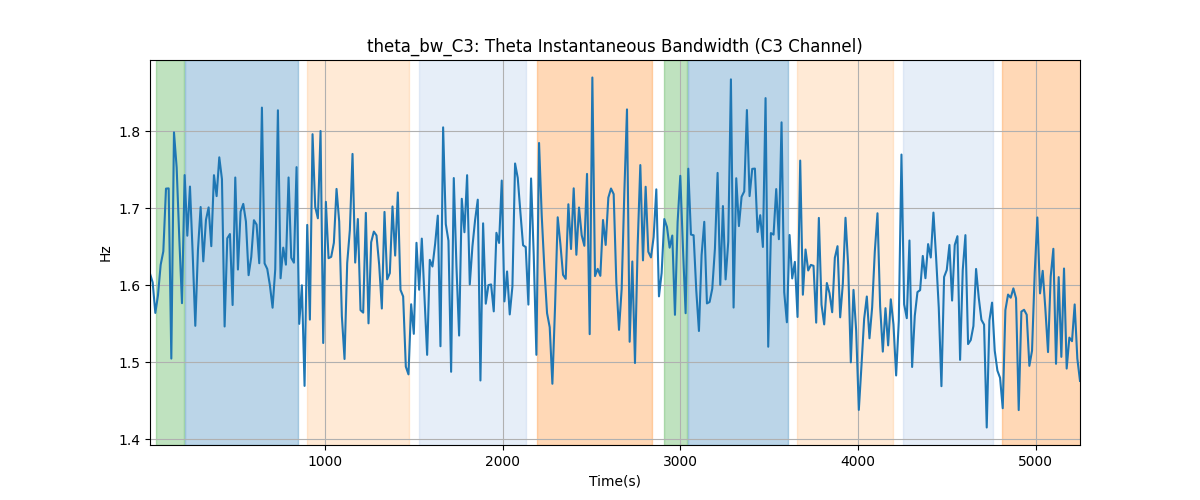 theta_bw_C3: Theta Instantaneous Bandwidth (C3 Channel)
Hz
1.8
1.7
1.6
1.5
1.4
1000 2000 3000 4000 5000
Time(s)